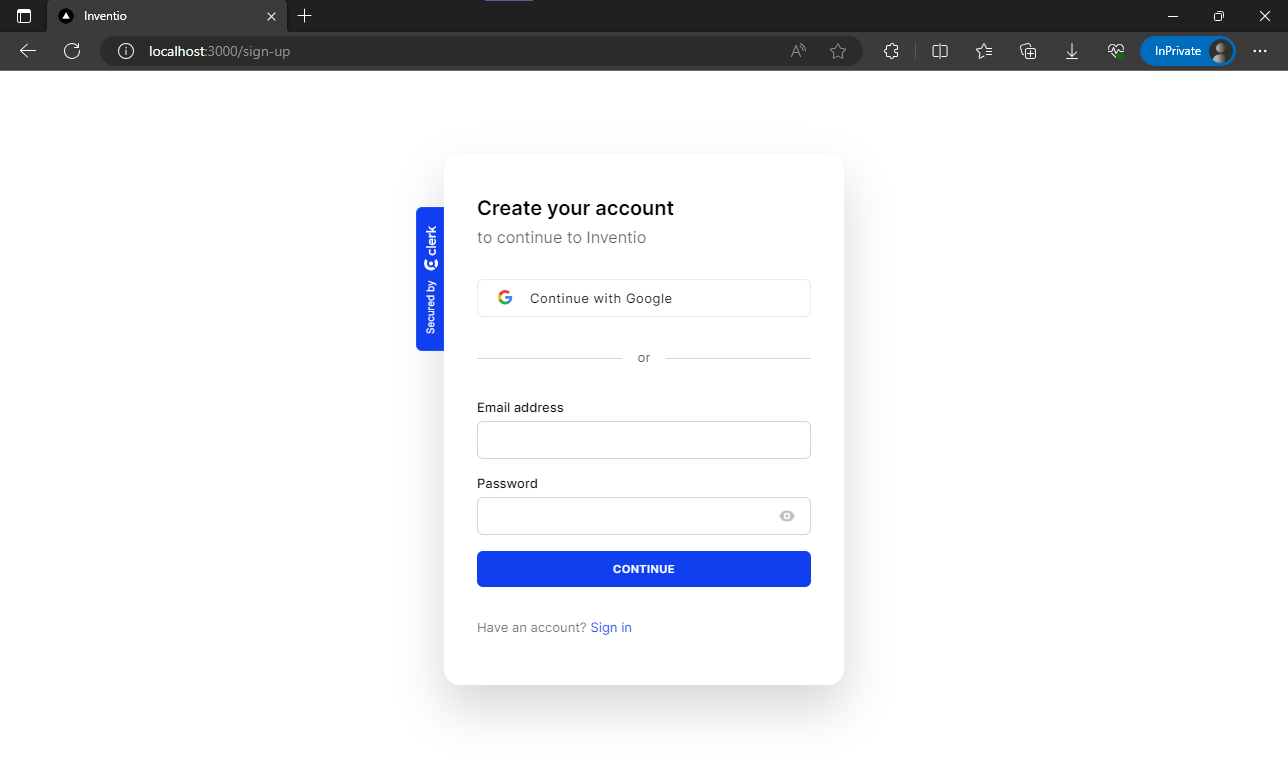 Inventio
localhost:3000/sign-up
InPrivate
Create your account
to continue to Inventio
Secured by clerk
Continue with Google
or
Email address
Password
CONTINUE
Have an account? Sign in